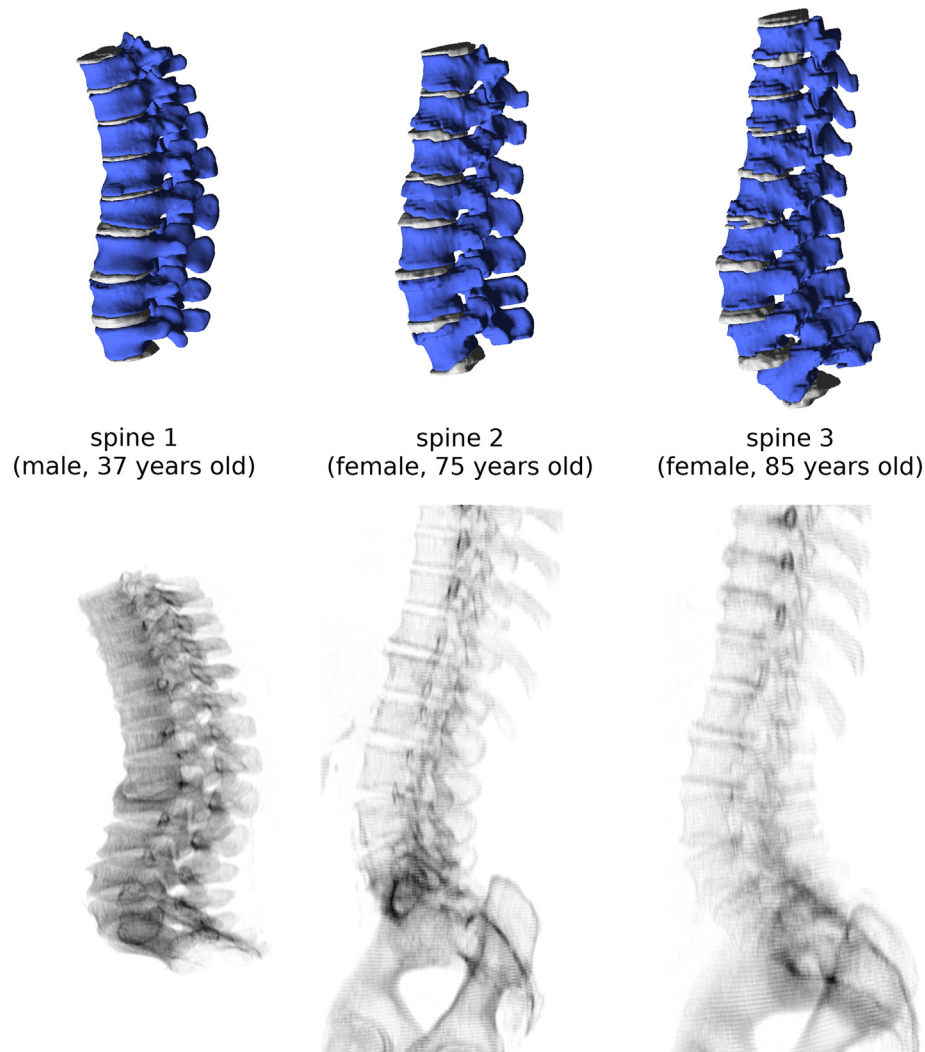 spine 1
(male, 37 years old)
spine 2
(female, 75 years old)
spine 3
(female, 85 years old)